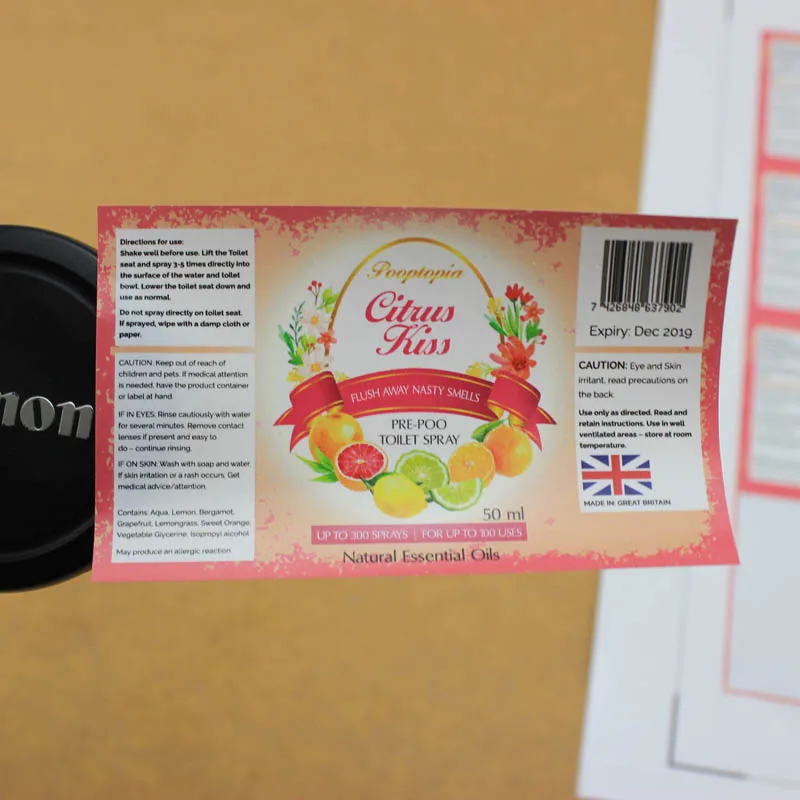 Directions for use:
Shake well before use. Lift the Toilet
seat and spray 3-5 times directly into
the surface of the water and toilet
bowl. Lower the toilet seat down and
use as normal.
Do not spray directly on toilet seat.
If sprayed, wipe with a damp cloth or
paper.
CAUTION: Keep out of reach of
children and pets. If medical attention
is needed, have the product container
or label at hand.
IF IN EYES: Rinse cautiously with water
for several minutes. Remove contact
lenses if present and easy to
do – continue rinsing.
IF ON SKIN: Wash with soap and water.
If skin irritation or a rash occurs, Get
medical advice/attention.
Contains: Aqua, Lemon, Bergamot,
Grapefruit, Lemongrass, Sweet Orange,
Vegetable Glycerine, Isopropyl alcohol
May produce an allergic reaction.
Pooptopia
Citrus
Kiss
FLUSH AWAY NASTY SMELLS
PRE-POO
TOILET SPRAY
50 ml
UP TO 300 SPRAYS | FOR UP TO 100 USES
Natural Essential Oils
7 426848 637902
Expiry: Dec 2019
CAUTION: Eye and Skin
irritant, read precautions on
the back.
Use only as directed. Read and
retain instructions. Use in well
ventilated areas – store at room
temperature.
MADE IN: GREAT BRITAIN
non